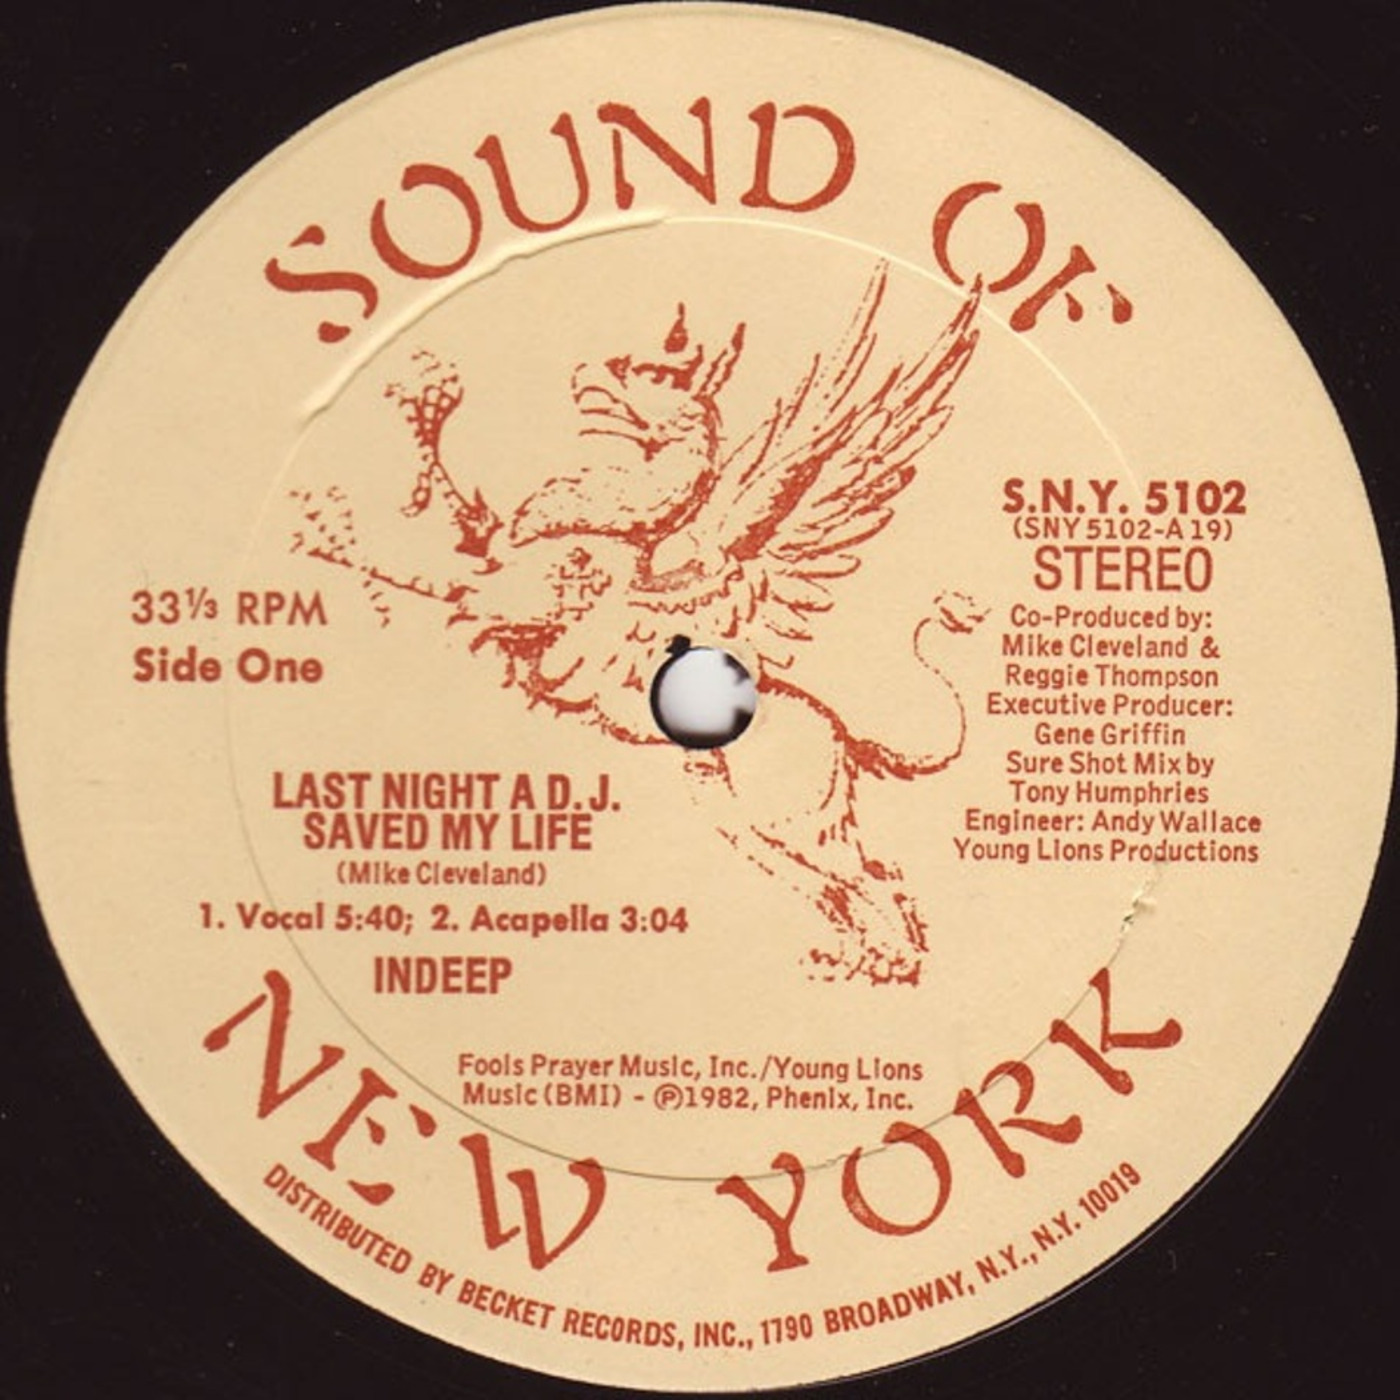 SOUND OF
S.N.Y. 5102
(SNY 5102-A 19)
STEREO
Co-Produced by:
Mike Cleveland &
Reggie Thompson
Executive Producer:
Gene Griffin
Sure Shot Mix by
Tony Humphries
Engineer: Andy Wallace
Young Lions Productions
33⅓ RPM
Side One
LAST NIGHT A D.J.
SAVED MY LIFE
(Mike Cleveland)
1. Vocal 5:40; 2. Acapella 3:04
INDEEP
Fools Prayer Music, Inc./Young Lions
Music (BMI) - ℗1982, Phenix, Inc.
NEW YORK
DISTRIBUTED BY BECKET RECORDS, INC., 1790 BROADWAY, N.Y., N.Y. 10019